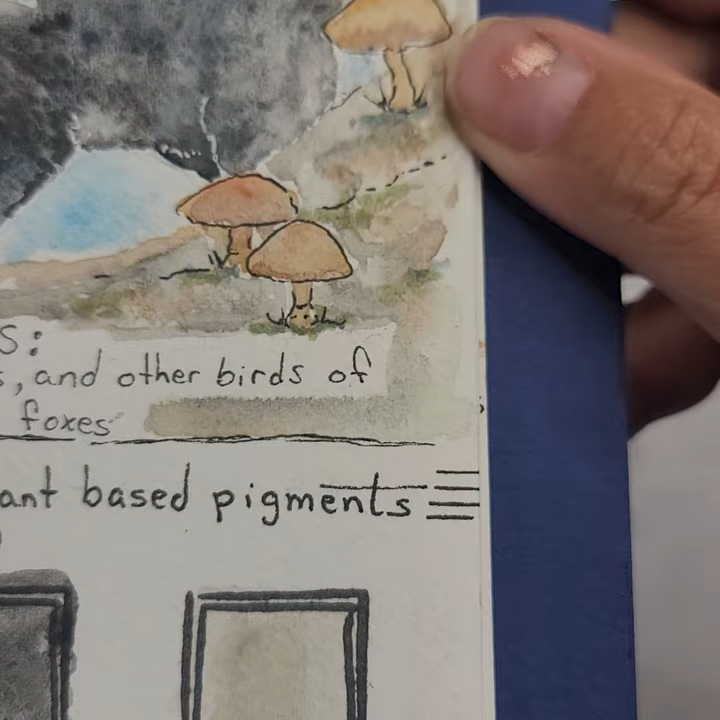 s:
s, and other birds of
foxes
ant based pigments